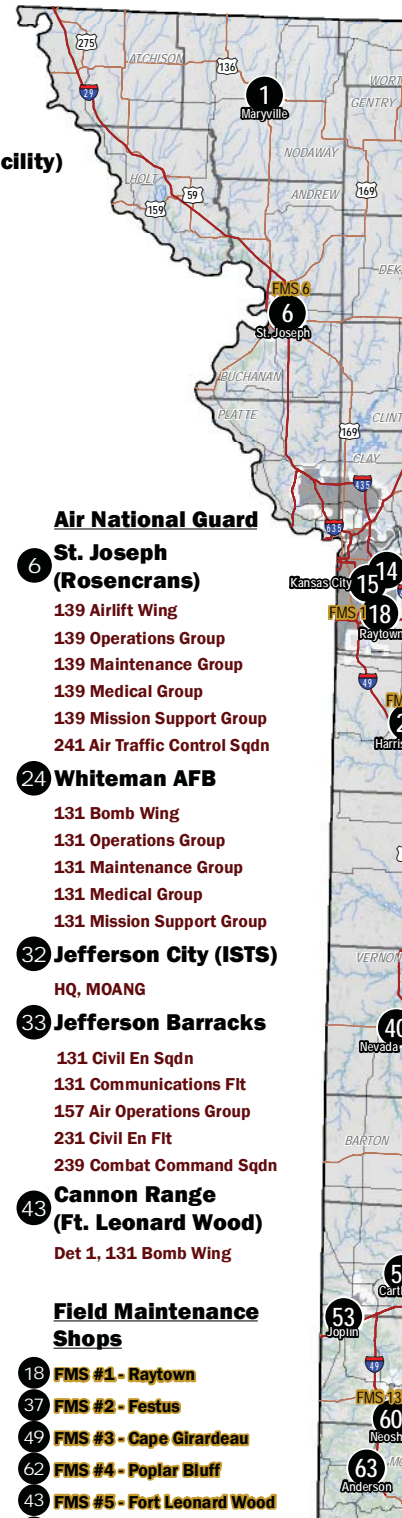 275
ATCHISON
136
1
Maryville
29
GENTRY
cility)
NODAWAY
HOLT
59
ANDREW
169
159
FMS 6
6
St. Joseph
BUCHANAN
PLATTE
169
CLAY
435
635
Air National Guard
6 St. Joseph
(Rosencrans)
139 Airlift Wing
139 Operations Group
139 Maintenance Group
139 Medical Group
139 Mission Support Group
241 Air Traffic Control Sqdn
14
Kansas City 15
18
Raytown
49
24 Whiteman AFB
131 Bomb Wing
131 Operations Group
131 Maintenance Group
131 Medical Group
131 Mission Support Group
32 Jefferson City (ISTS)
HQ, MOANG
VERNON
33 Jefferson Barracks
131 Civil En Sqdn
131 Communications Flt
157 Air Operations Group
231 Civil En Flt
239 Combat Command Sqdn
40
Nevada
BARTON
43 Cannon Range
(Ft. Leonard Wood)
Det 1, 131 Bomb Wing
Field Maintenance
Shops
18 FMS #1 - Raytown
37 FMS #2 - Festus
49 FMS #3 - Cape Girardeau
62 FMS #4 - Poplar Bluff
43 FMS #5 - Fort Leonard Wood
53
Joplin
49
FMS 13
60
Neosh
63
Anderson